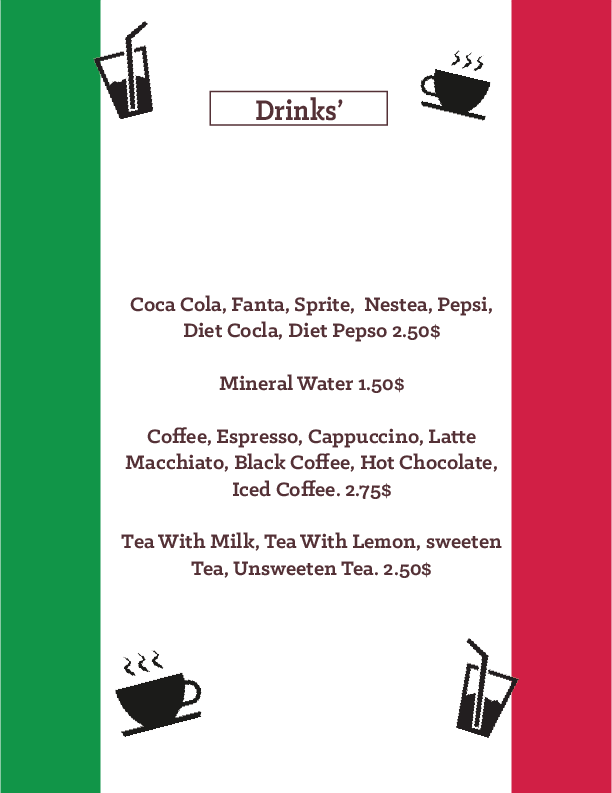 Drinks’
Coca Cola, Fanta, Sprite,  Nestea, Pepsi,
Diet Cocla, Diet Pepso 2.50$
Mineral Water 1.50$
Coffee, Espresso, Cappuccino, Latte
Macchiato, Black Coffee, Hot Chocolate,
Iced Coffee. 2.75$
Tea With Milk, Tea With Lemon, sweeten
Tea, Unsweeten Tea. 2.50$